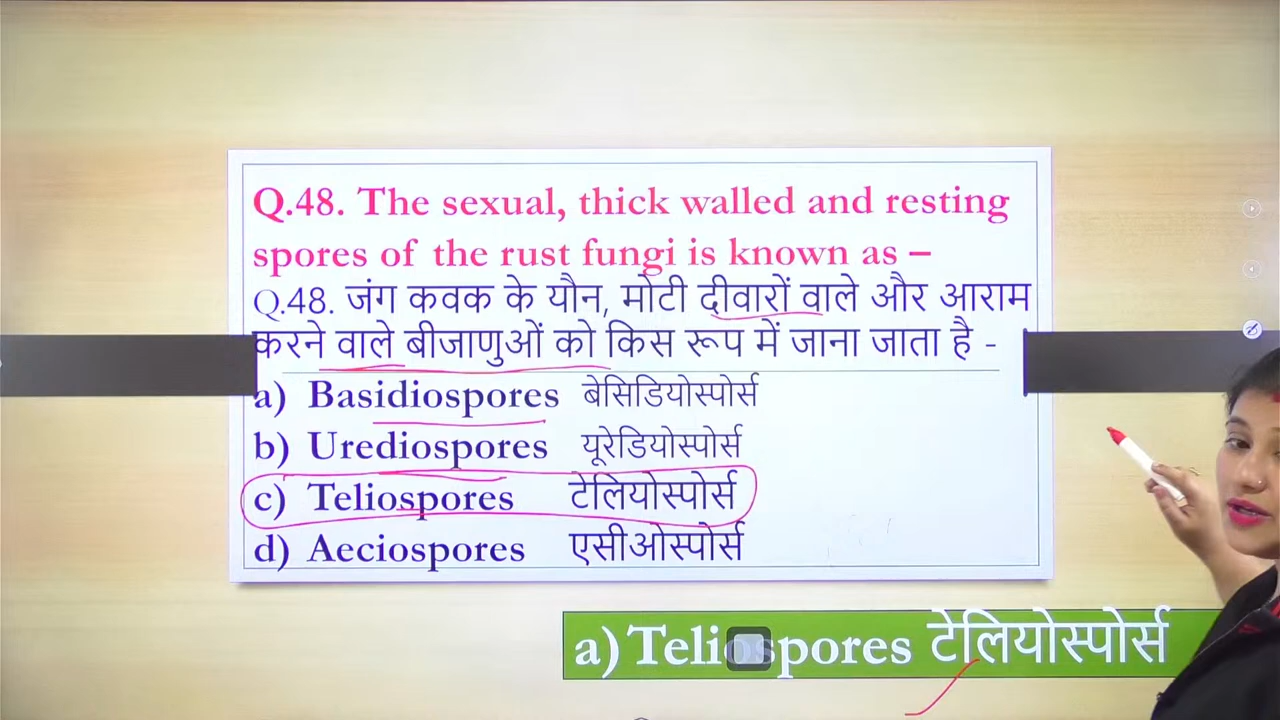 Q.48. The sexual, thick walled and resting
spores of the rust fungi is known as –
Q.48. जंग कवक के यौन, मोटी दीवारों वाले और आराम
करने वाले बीजाणुओं को किस रूप में जाना जाता है -
a) Basidiospores बेसिडियोस्पोर्स
b) Urediospores यूरेडियोस्पोर्स
c) Teliospores टेलियोस्पोर्स
d) Aeciospores एसीओस्पोर्स
a) Teliospores टेलियोस्पोर्स